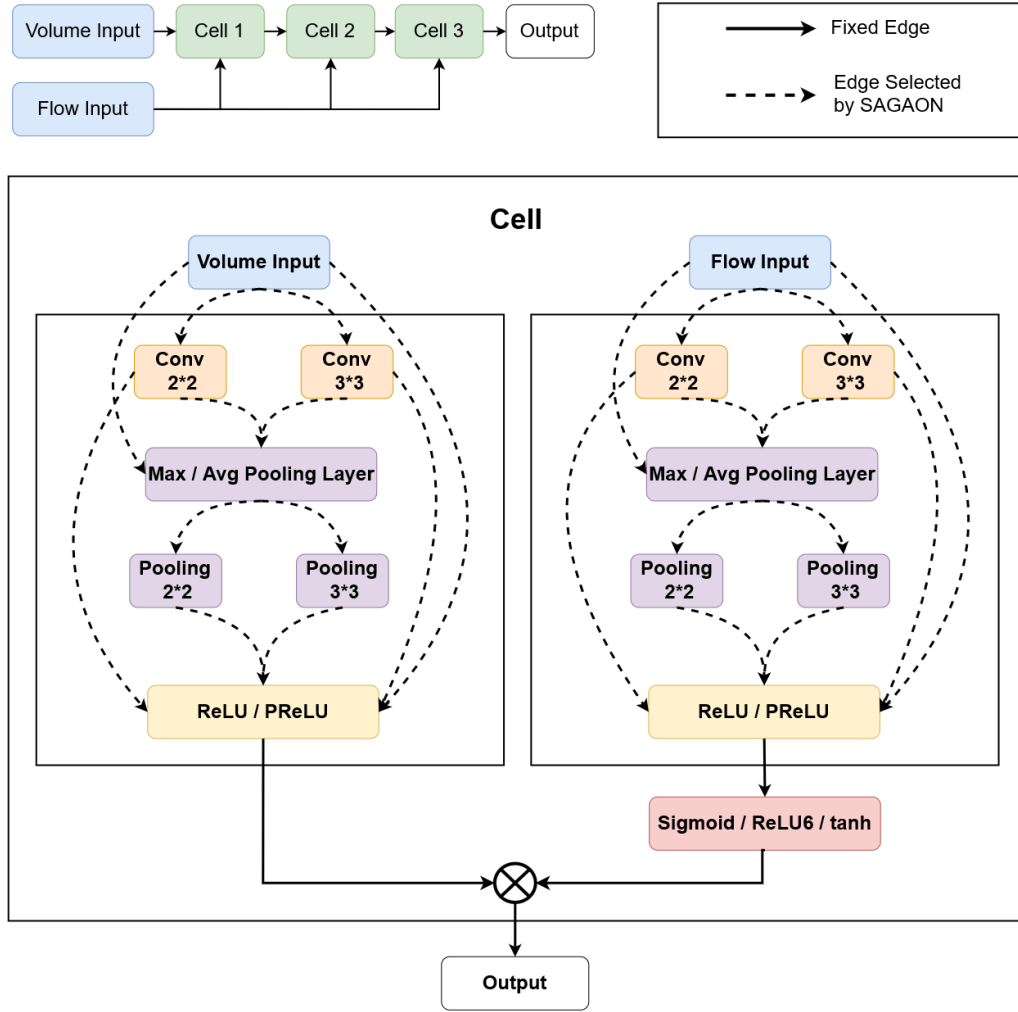 Volume Input
Cell 1
Cell 2
Cell 3
Output
Flow Input
Fixed Edge
Edge Selected
by SAGAON
Cell
Volume Input
Flow Input
Conv
2*2
Conv
3*3
Conv
2*2
Conv
3*3
Max / Avg Pooling Layer
Max / Avg Pooling Layer
Pooling
2*2
Pooling
3*3
Pooling
2*2
Pooling
3*3
ReLU / PReLU
ReLU / PReLU
Sigmoid / ReLU6 / tanh
Output